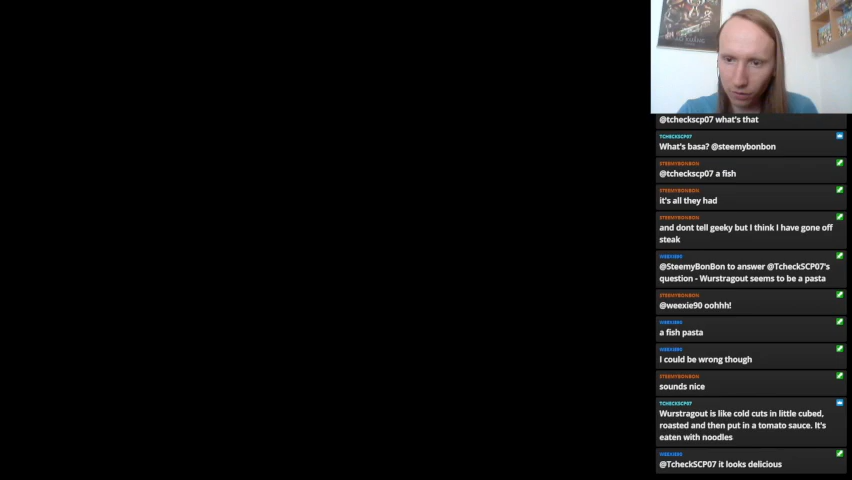 @tcheckscp07 what's that
TCHECKSCP07
What's basa? @steemybonbon
STEEMYBONBON
@tcheckscp07 a fish
STEEMYBONBON
it's all they had
STEEMYBONBON
and dont tell geeky but I think I have gone off
steak
WEEXIE90
@SteemyBonBon to answer @TcheckSCP07's
question - Wurstragout seems to be a pasta
STEEMYBONBON
@weexie90 oohhh!
WEEXIE90
a fish pasta
WEEXIE90
I could be wrong though
STEEMYBONBON
sounds nice
TCHECKSCP07
Wurstragout is like cold cuts in little cubed,
roasted and then put in a tomato sauce. It's
eaten with noodles
WEEXIE90
@TcheckSCP07 it looks delicious